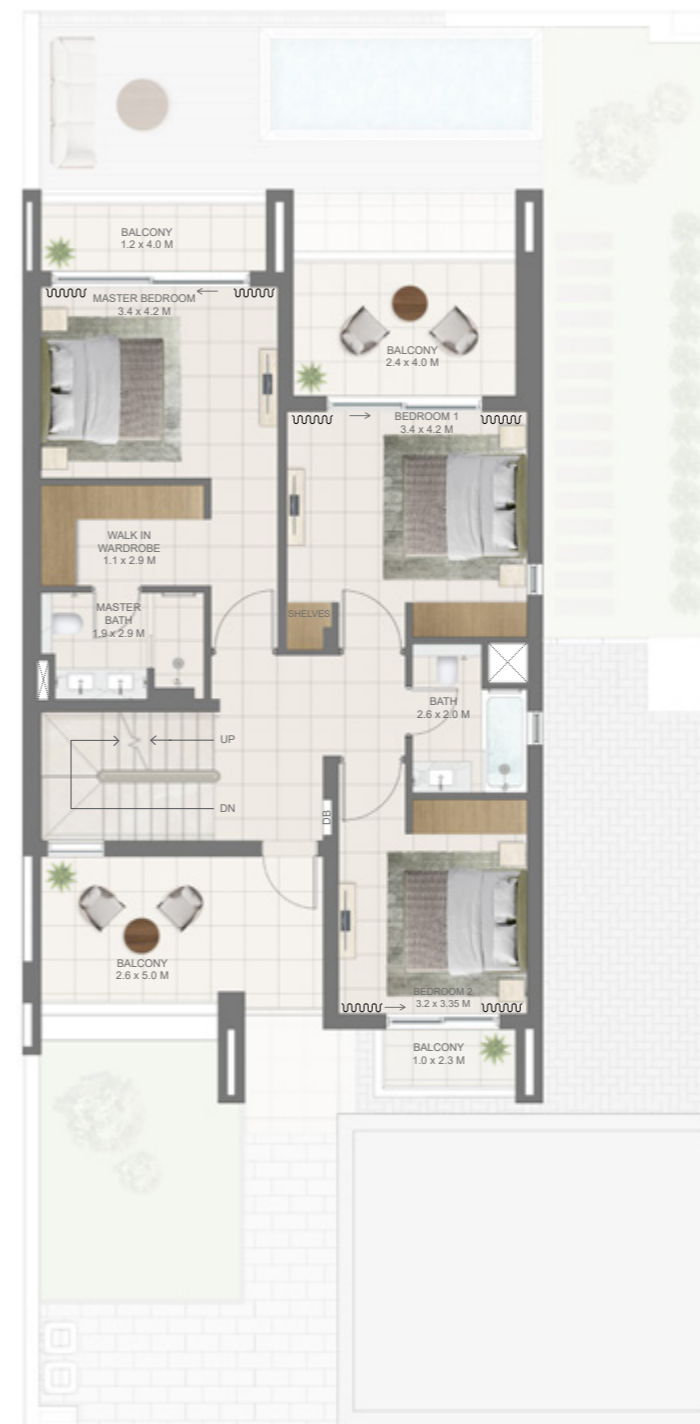 BALCONY
1.2 x 4.0 M
MASTER BEDROOM
3.4 x 4.2 M
BALCONY
2.4 x 4.0 M
BEDROOM 1
3.4 x 4.2 M
WALK IN
WARDROBE
1.1 x 2.9 M
MASTER
BATH
1.9 x 2.9 M
SHELVES
BATH
2.6 x 2.0 M
UP
DN
DB
BALCONY
2.6 x 5.0 M
BEDROOM 2
3.2 x 3.35 M
BALCONY
1.0 x 2.3 M